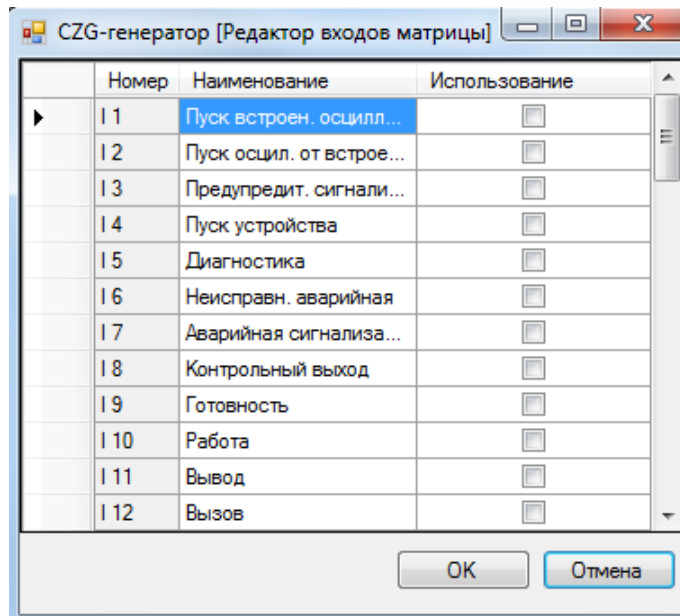 CZG-генератор [Редактор входов матрицы]
Номер Наименование Использование
I 1 Пуск встроен. осцилл...
I 2 Пуск осцил. от встрое...
I 3 Предупредит. сигнали...
I 4 Пуск устройства
I 5 Диагностика
I 6 Неисправн. аварийная
I 7 Аварийная сигнализа...
I 8 Контрольный выход
I 9 Готовность
I 10 Работа
I 11 Вывод
I 12 Вызов
OK Отмена